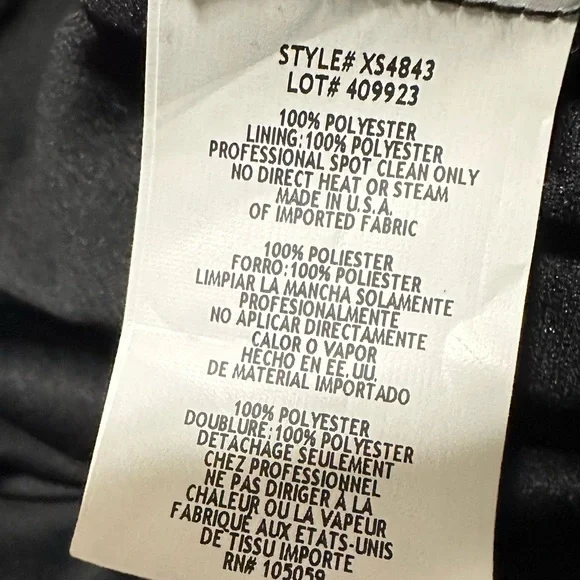 STYLE# XS4843
LOT# 409923
100% POLYESTER
LINING:100% POLYESTER
PROFESSIONAL SPOT CLEAN ONLY
NO DIRECT HEAT OR STEAM
MADE IN U.S.A.
OF IMPORTED FABRIC
100% POLIESTER
FORRO:100% POLIESTER
LIMPIAR LA MANCHA SOLAMENTE
PROFESIONALMENTE
NO APLICAR DIRECTAMENTE
CALOR O VAPOR
HECHO EN EE.UU.
DE MATERIAL IMPORTADO
100% POLYESTER
DOUBLURE:100% POLYESTER
DETACHAGE SEULEMENT
CHEZ PROFESSIONNEL
NE PAS DIRIGER À LA
CHALEUR OU LA VAPEUR
FABRIQUÉ AUX ETATS-UNIS
DE TISSU IMPORTE
RN# 105059